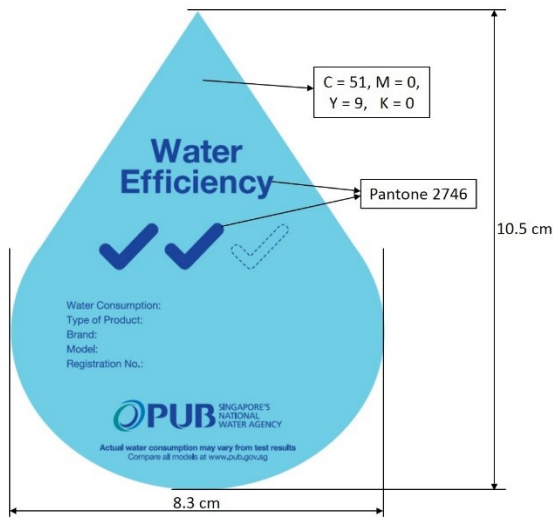 C = 51, M = 0,
Y = 9, K = 0
Water
Efficiency
Pantone 2746
10.5 cm
Water Consumption:
Type of Product:
Brand:
Model:
Registration No.:
PUB
SINGAPORE'S
NATIONAL
WATER AGENCY
Actual water consumption may vary from test results
Compare all models at www.pub.gov.sg
8.3 cm